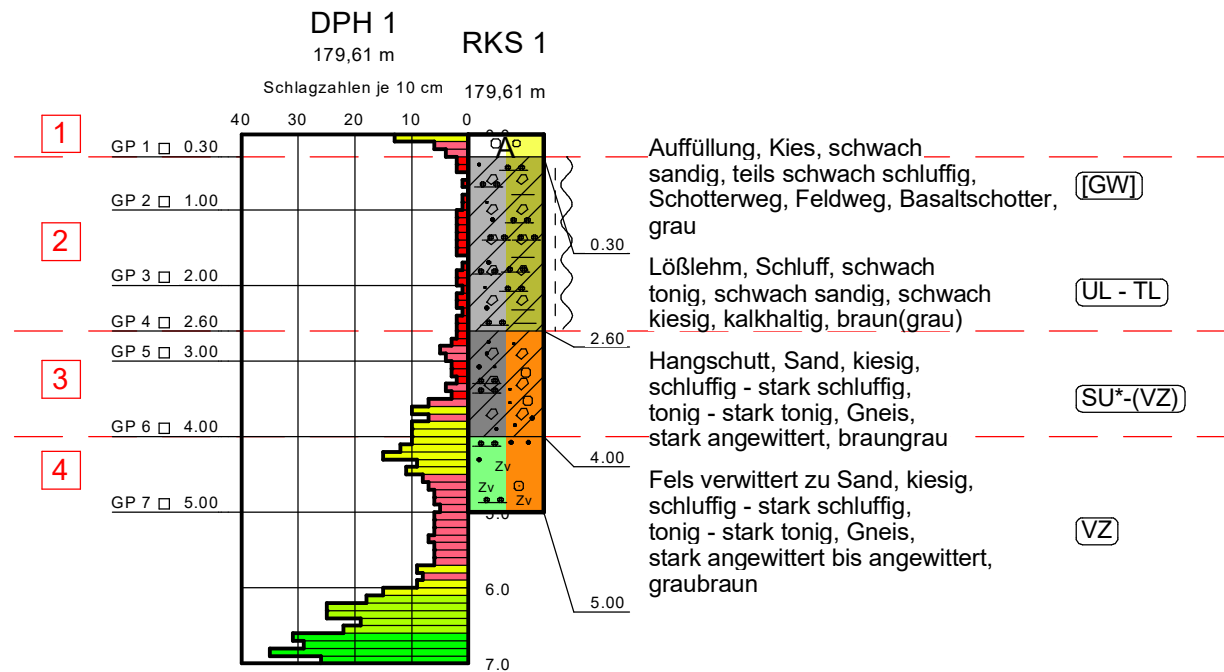 DPH 1
179,61 m
Schlagzahlen je 10 cm
RKS 1
179,61 m
40 30 20 10 0
1
GP 1 □ 0.30
A
Auffüllung, Kies, schwach
sandig, teils schwach schluffig,
Schotterweg, Feldweg, Basaltschotter,
grau
[GW]
2
GP 2 □ 1.00
0.30
GP 3 □ 2.00
Lößlehm, Schluff, schwach
tonig, schwach sandig, schwach
kiesig, kalkhaltig, braun(grau)
UL - TL
GP 4 □ 2.60
2.60
3
GP 5 □ 3.00
Hangschutt, Sand, kiesig,
schluffig - stark schluffig,
tonig - stark tonig, Gneis,
stark angewittert, braungrau
SU*-(VZ)
GP 6 □ 4.00
4.00
4
Zv
Zv
Zv
GP 7 □ 5.00
Fels verwittert zu Sand, kiesig,
schluffig - stark schluffig,
tonig - stark tonig, Gneis,
stark angewittert bis angewittert,
graubraun
VZ
5.00
6.0
7.0